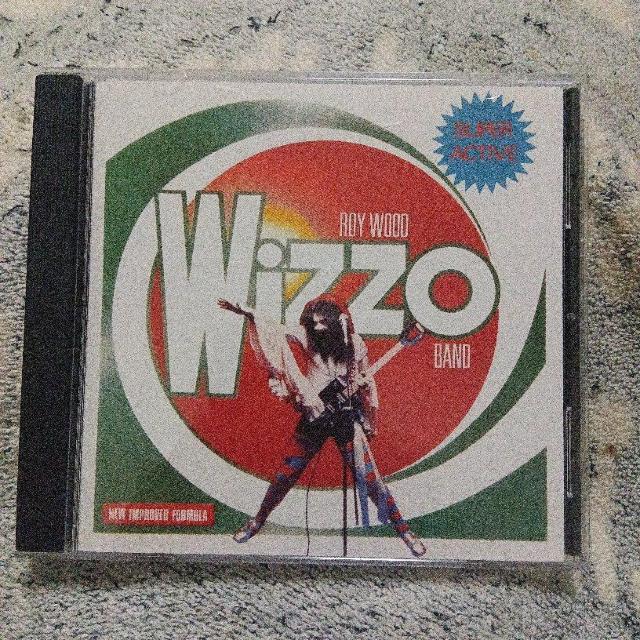 SUPER
ACTIVE
ROY WOOD
Wizzo
BAND
NEW IMPROVED FORMULA